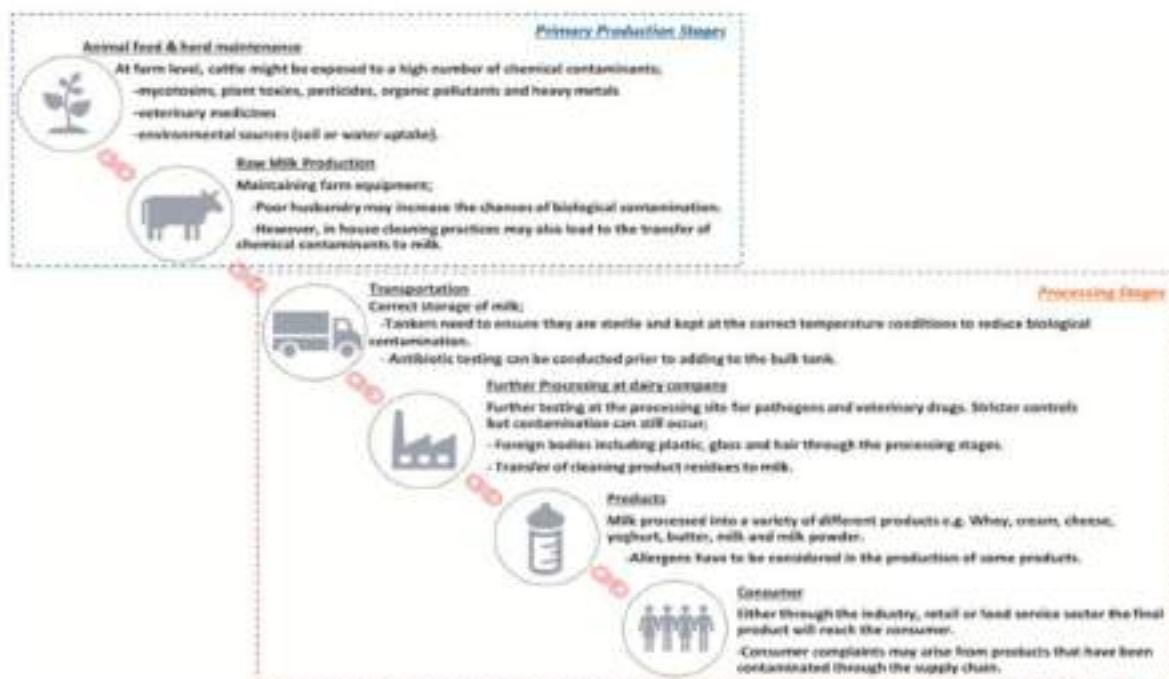 Primary Production Stages
Animal feed & herd maintenance
At farm level, cattle might be exposed to a high number of chemical contaminants;
-mycotoxins, plant toxins, pesticides, organic pollutants and heavy metals
-veterinary medicines
-environmental sources (soil or water uptake).
Raw Milk Production
Maintaining farm equipment;
-Poor husbandry may increase the chances of biological contamination.
-However, in house cleaning practices may also lead to the transfer of
chemical contaminants to milk.
Processing Stages
Transportation
Correct storage of milk;
-Tankers need to ensure they are sterile and kept at the correct temperature conditions to reduce biological
contamination.
- Antibiotic testing can be conducted prior to adding to the bulk tank.
Further Processing at dairy company
Further testing at the processing site for pathogens and veterinary drugs. Stricter controls
but contamination can still occur;
- Foreign bodies including plastic, glass and hair through the processing stages.
- Transfer of cleaning product residues to milk.
Products
Milk processed into a variety of different products e.g. Whey, cream, cheese,
yoghurt, butter, milk and milk powder.
-Allergens have to be considered in the production of some products.
Consumer
Either through the industry, retail or food service sector the final
product will reach the consumer.
-Consumer complaints may arise from products that have been
contaminated through the supply chain.